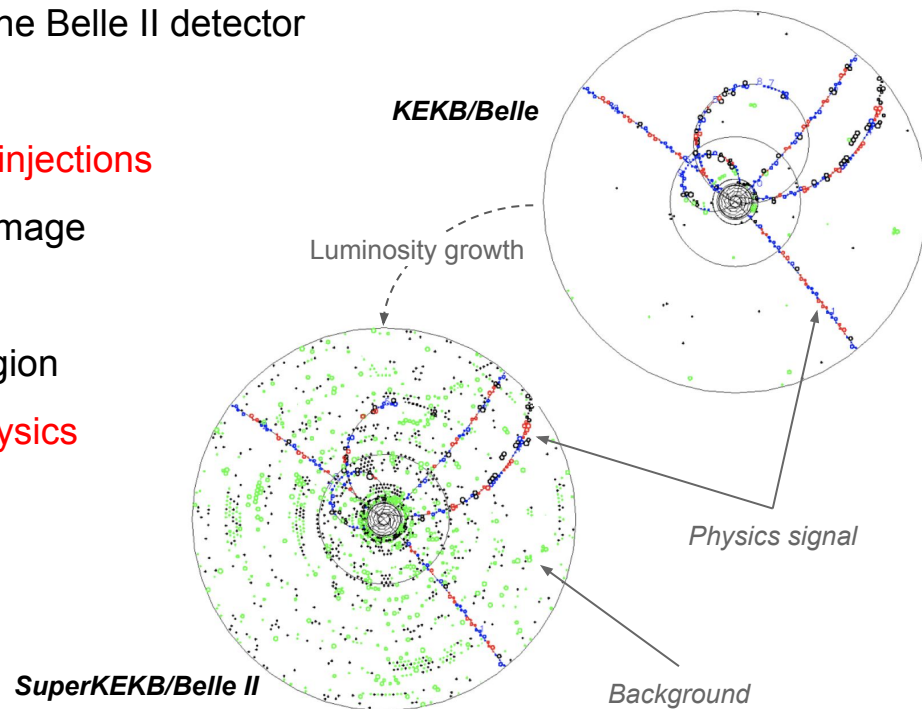 he Belle II detector
KEKB/Belle
injections
mage
Luminosity growth
gion
ysics
Physics signal
SuperKEKB/Belle II
Background